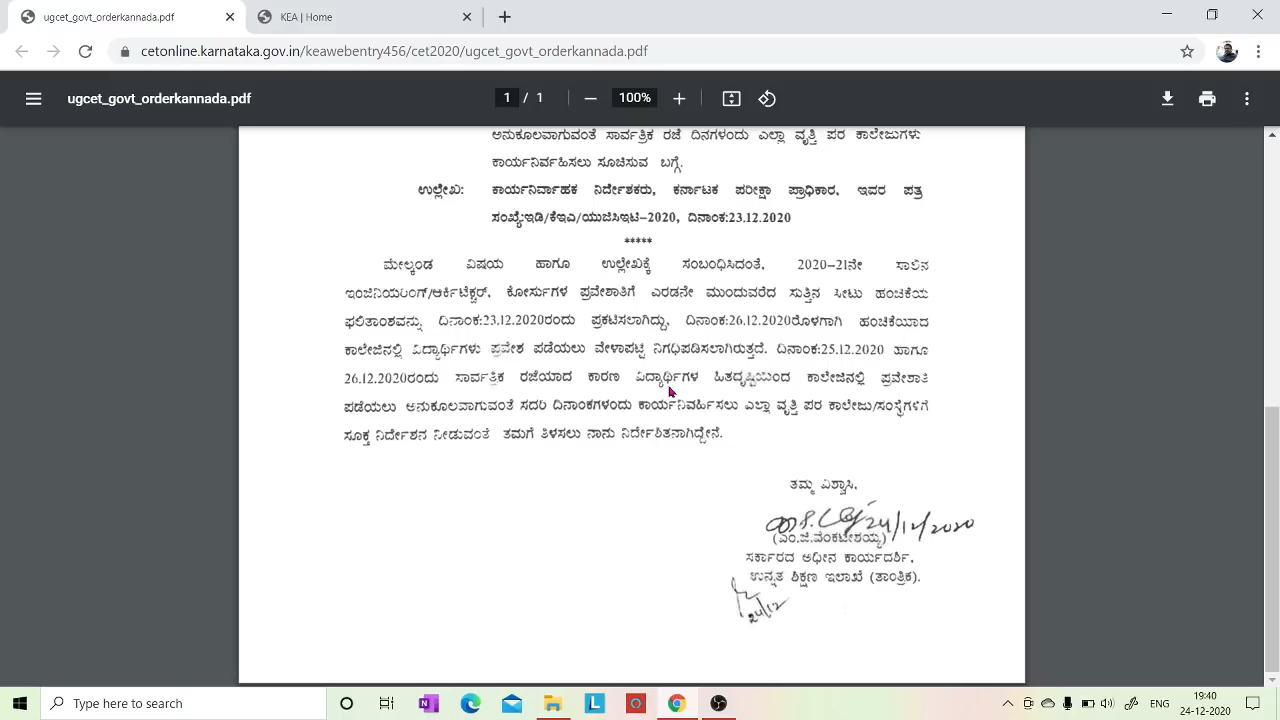 ugcet_govt_orderkannada.pdf
KEA | Home
cetonline.karnataka.gov.in/keawebentry456/cet2020/ugcet_govt_orderkannada.pdf
ugcet_govt_orderkannada.pdf
1 / 1
100%
ಅನುಕೂಲವಾಗುವಂತೆ ಸಾರ್ವತ್ರಿಕ ರಜೆ ದಿನಗಳಂದು ಎಲ್ಲಾ ವೃತ್ತಿ ಪರ ಕಾಲೇಜುಗಳು
ಕಾರ್ಯನಿರ್ವಹಿಸಲು ಸೂಚಿಸುವ ಬಗ್ಗೆ.
ಉಲ್ಲೇಖ: ಕಾರ್ಯನಿರ್ವಾಹಕ ನಿರ್ದೇಶಕರು, ಕರ್ನಾಟಕ ಪರೀಕ್ಷಾ ಪ್ರಾಧಿಕಾರ, ಇವರ ಪತ್ರ
ಸಂಖ್ಯೆ:ಇಡಿ/ಕೆಇಎ/ಯುಜಿಸಿಇಟಿ-2020, ದಿನಾಂಕ:23.12.2020
*****
ಮೇಲ್ಕಂಡ ವಿಷಯ ಹಾಗೂ ಉಲ್ಲೇಖಕ್ಕೆ ಸಂಬಂಧಿಸಿದಂತೆ, 2020-21ನೇ ಸಾಲಿನ
ಇಂಜಿನಿಯರಿಂಗ್/ಆರ್ಕಿಟೆಕ್ಚರ್, ಕೋರ್ಸುಗಳ ಪ್ರವೇಶಾತಿಗೆ ಎರಡನೇ ಮುಂದುವರೆದ ಸುತ್ತಿನ ಸೀಟು ಹಂಚಿಕೆಯ
ಫಲಿತಾಂಶವನ್ನು ದಿನಾಂಕ:23.12.2020ರಂದು ಪ್ರಕಟಿಸಲಾಗಿದ್ದು, ದಿನಾಂಕ:26.12.2020ರೊಳಗಾಗಿ ಹಂಚಿಕೆಯಾದ
ಕಾಲೇಜಿನಲ್ಲಿ ವಿದ್ಯಾರ್ಥಿಗಳು ಪ್ರವೇಶ ಪಡೆಯಲು ವೇಳಾಪಟ್ಟಿ ನಿಗಧಿಪಡಿಸಲಾಗಿರುತ್ತದೆ. ದಿನಾಂಕ:25.12.2020 ಹಾಗೂ
26.12.2020ರಂದು ಸಾರ್ವತ್ರಿಕ ರಜೆಯಾದ ಕಾರಣ ವಿದ್ಯಾರ್ಥಿಗಳ ಹಿತದೃಷ್ಟಿಯಿಂದ ಕಾಲೇಜಿನಲ್ಲಿ ಪ್ರವೇಶಾತಿ
ಪಡೆಯಲು ಅನುಕೂಲವಾಗುವಂತೆ ಸದರಿ ದಿನಾಂಕಗಳಂದು ಕಾರ್ಯನಿರ್ವಹಿಸಲು ಎಲ್ಲಾ ವೃತ್ತಿ ಪರ ಕಾಲೇಜು/ಸಂಸ್ಥೆಗಳಿಗೆ
ಸೂಕ್ತ ನಿರ್ದೇಶನ ನೀಡುವಂತೆ ತಮಗೆ ತಿಳಿಸಲು ನಾನು ನಿರ್ದೇಶಿತನಾಗಿದ್ದೇನೆ.
ತಮ್ಮ ವಿಶ್ವಾಸಿ,
24/12/2020
(ಎಂ.ಜಿ.ವೆಂಕಟೇಶಯ್ಯ)
ಸರ್ಕಾರದ ಅಧೀನ ಕಾರ್ಯದರ್ಶಿ,
ಉನ್ನತ ಶಿಕ್ಷಣ ಇಲಾಖೆ (ತಾಂತ್ರಿಕ).
24/12
Type here to search
ENG
19:40
24-12-2020